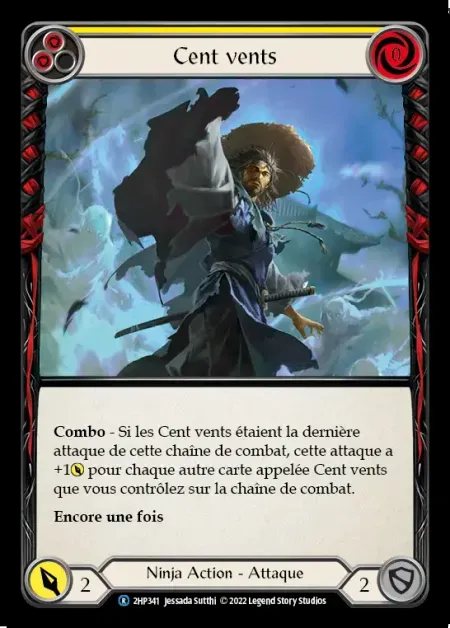 Cent vents
0
Combo - Si les Cent vents étaient la dernière
attaque de cette chaîne de combat, cette attaque a
+1 pour chaque autre carte appelée Cent vents
que vous contrôlez sur la chaîne de combat.
Encore une fois
2
Ninja Action - Attaque
2
R 2HP341 Jessada Sutthi © 2022 Legend Story Studios